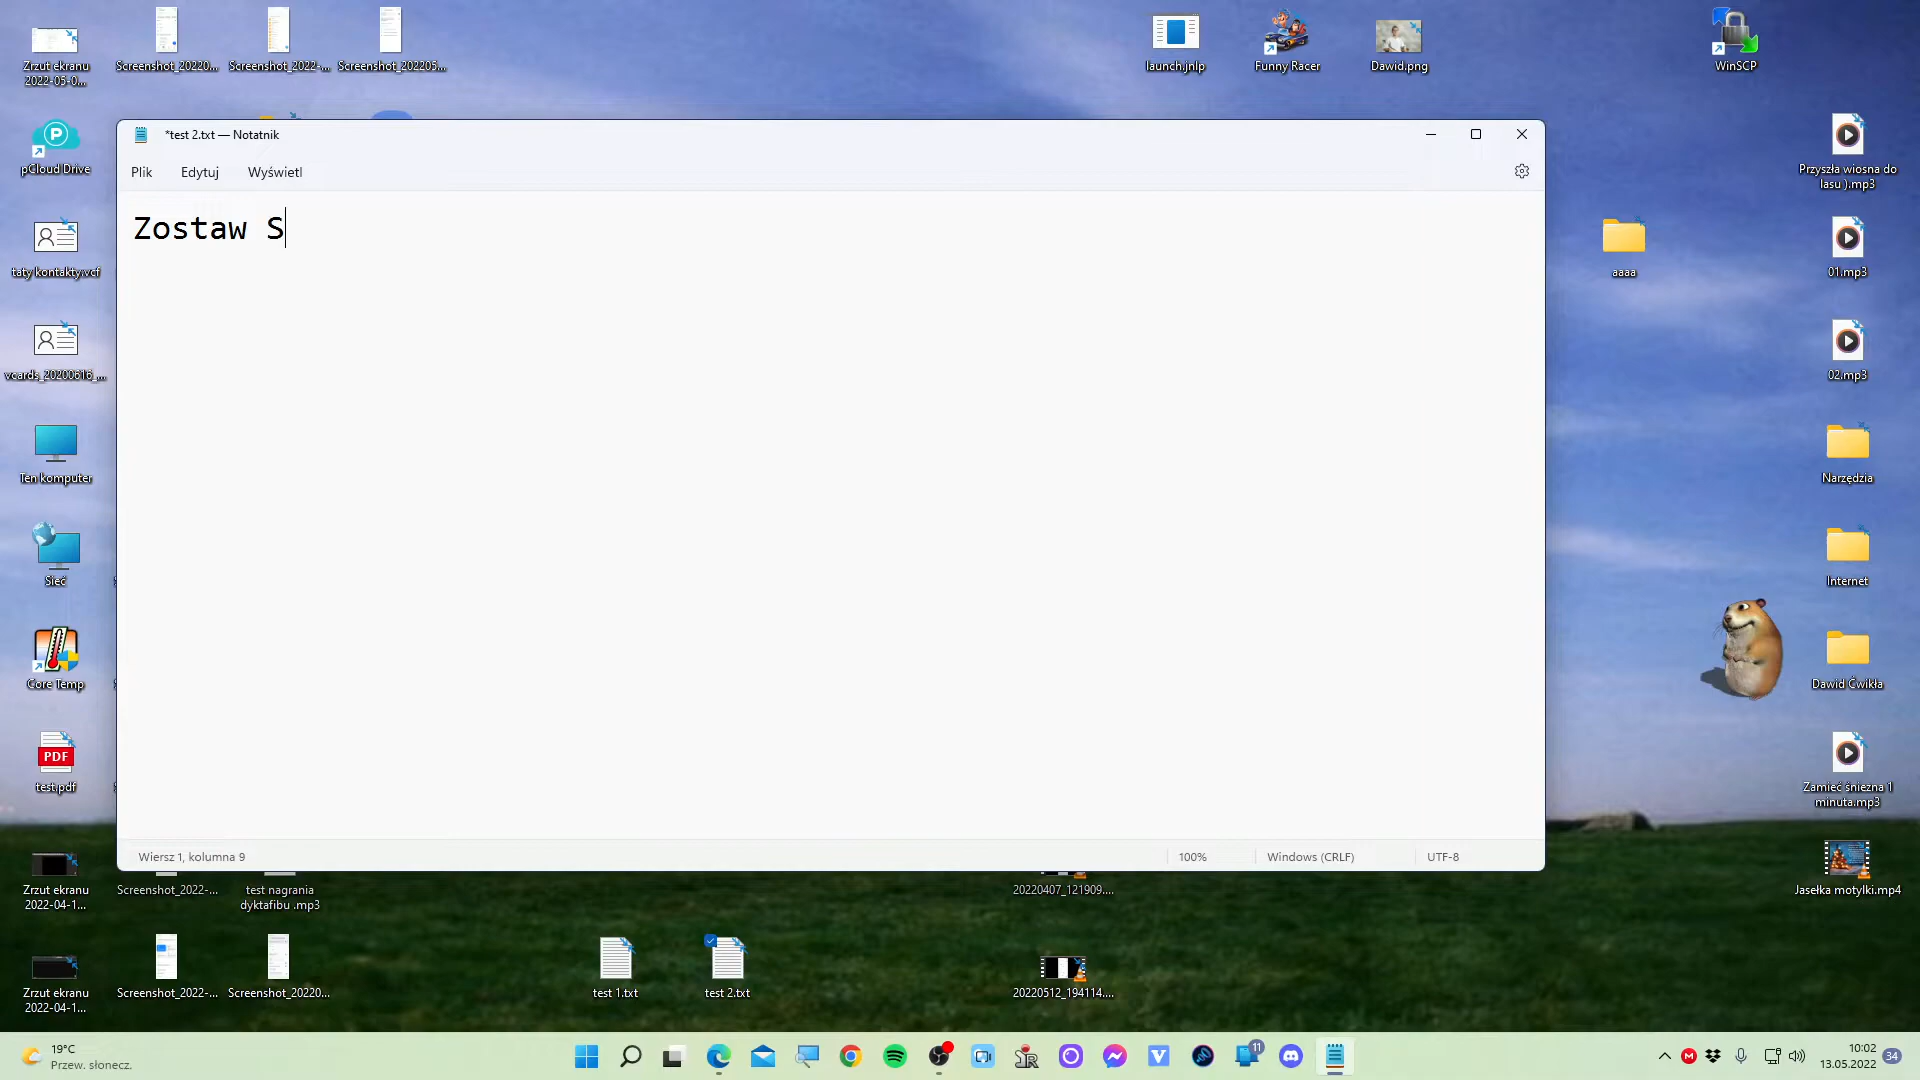 Zrzut ekranu
2022-05-0...
Screenshot_20220...
Screenshot_2022-...
Screenshot_202205...
launch.jnlp
Funny Racer
Dawid.png
WinSCP
*test 2.txt — Notatnik
Plik
Edytuj
Wyświetl
Zostaw S
Wiersz 1, kolumna 9
100%
Windows (CRLF)
UTF-8
pCloud Drive
taty kontakty.vcf
vcards_20200616_...
Ten komputer
Sieć
Core Temp
PDF
test.pdf
Przyszła wiosna do
lasu ).mp3
aaaa
01.mp3
02.mp3
Narzędzia
Internet
Dawid Ćwikła
Zamieć śnieżna 1
minuta.mp3
Jasełka motylki.mp4
Zrzut ekranu
2022-04-1...
Screenshot_2022-...
test nagrania
dyktafibu .mp3
20220407_121909....
Zrzut ekranu
2022-04-1...
Screenshot_2022-...
Screenshot_20220...
test 1.txt
test 2.txt
20220512_194114....
19°C
Przew. słonecz.
11
10:02
13.05.2022
34